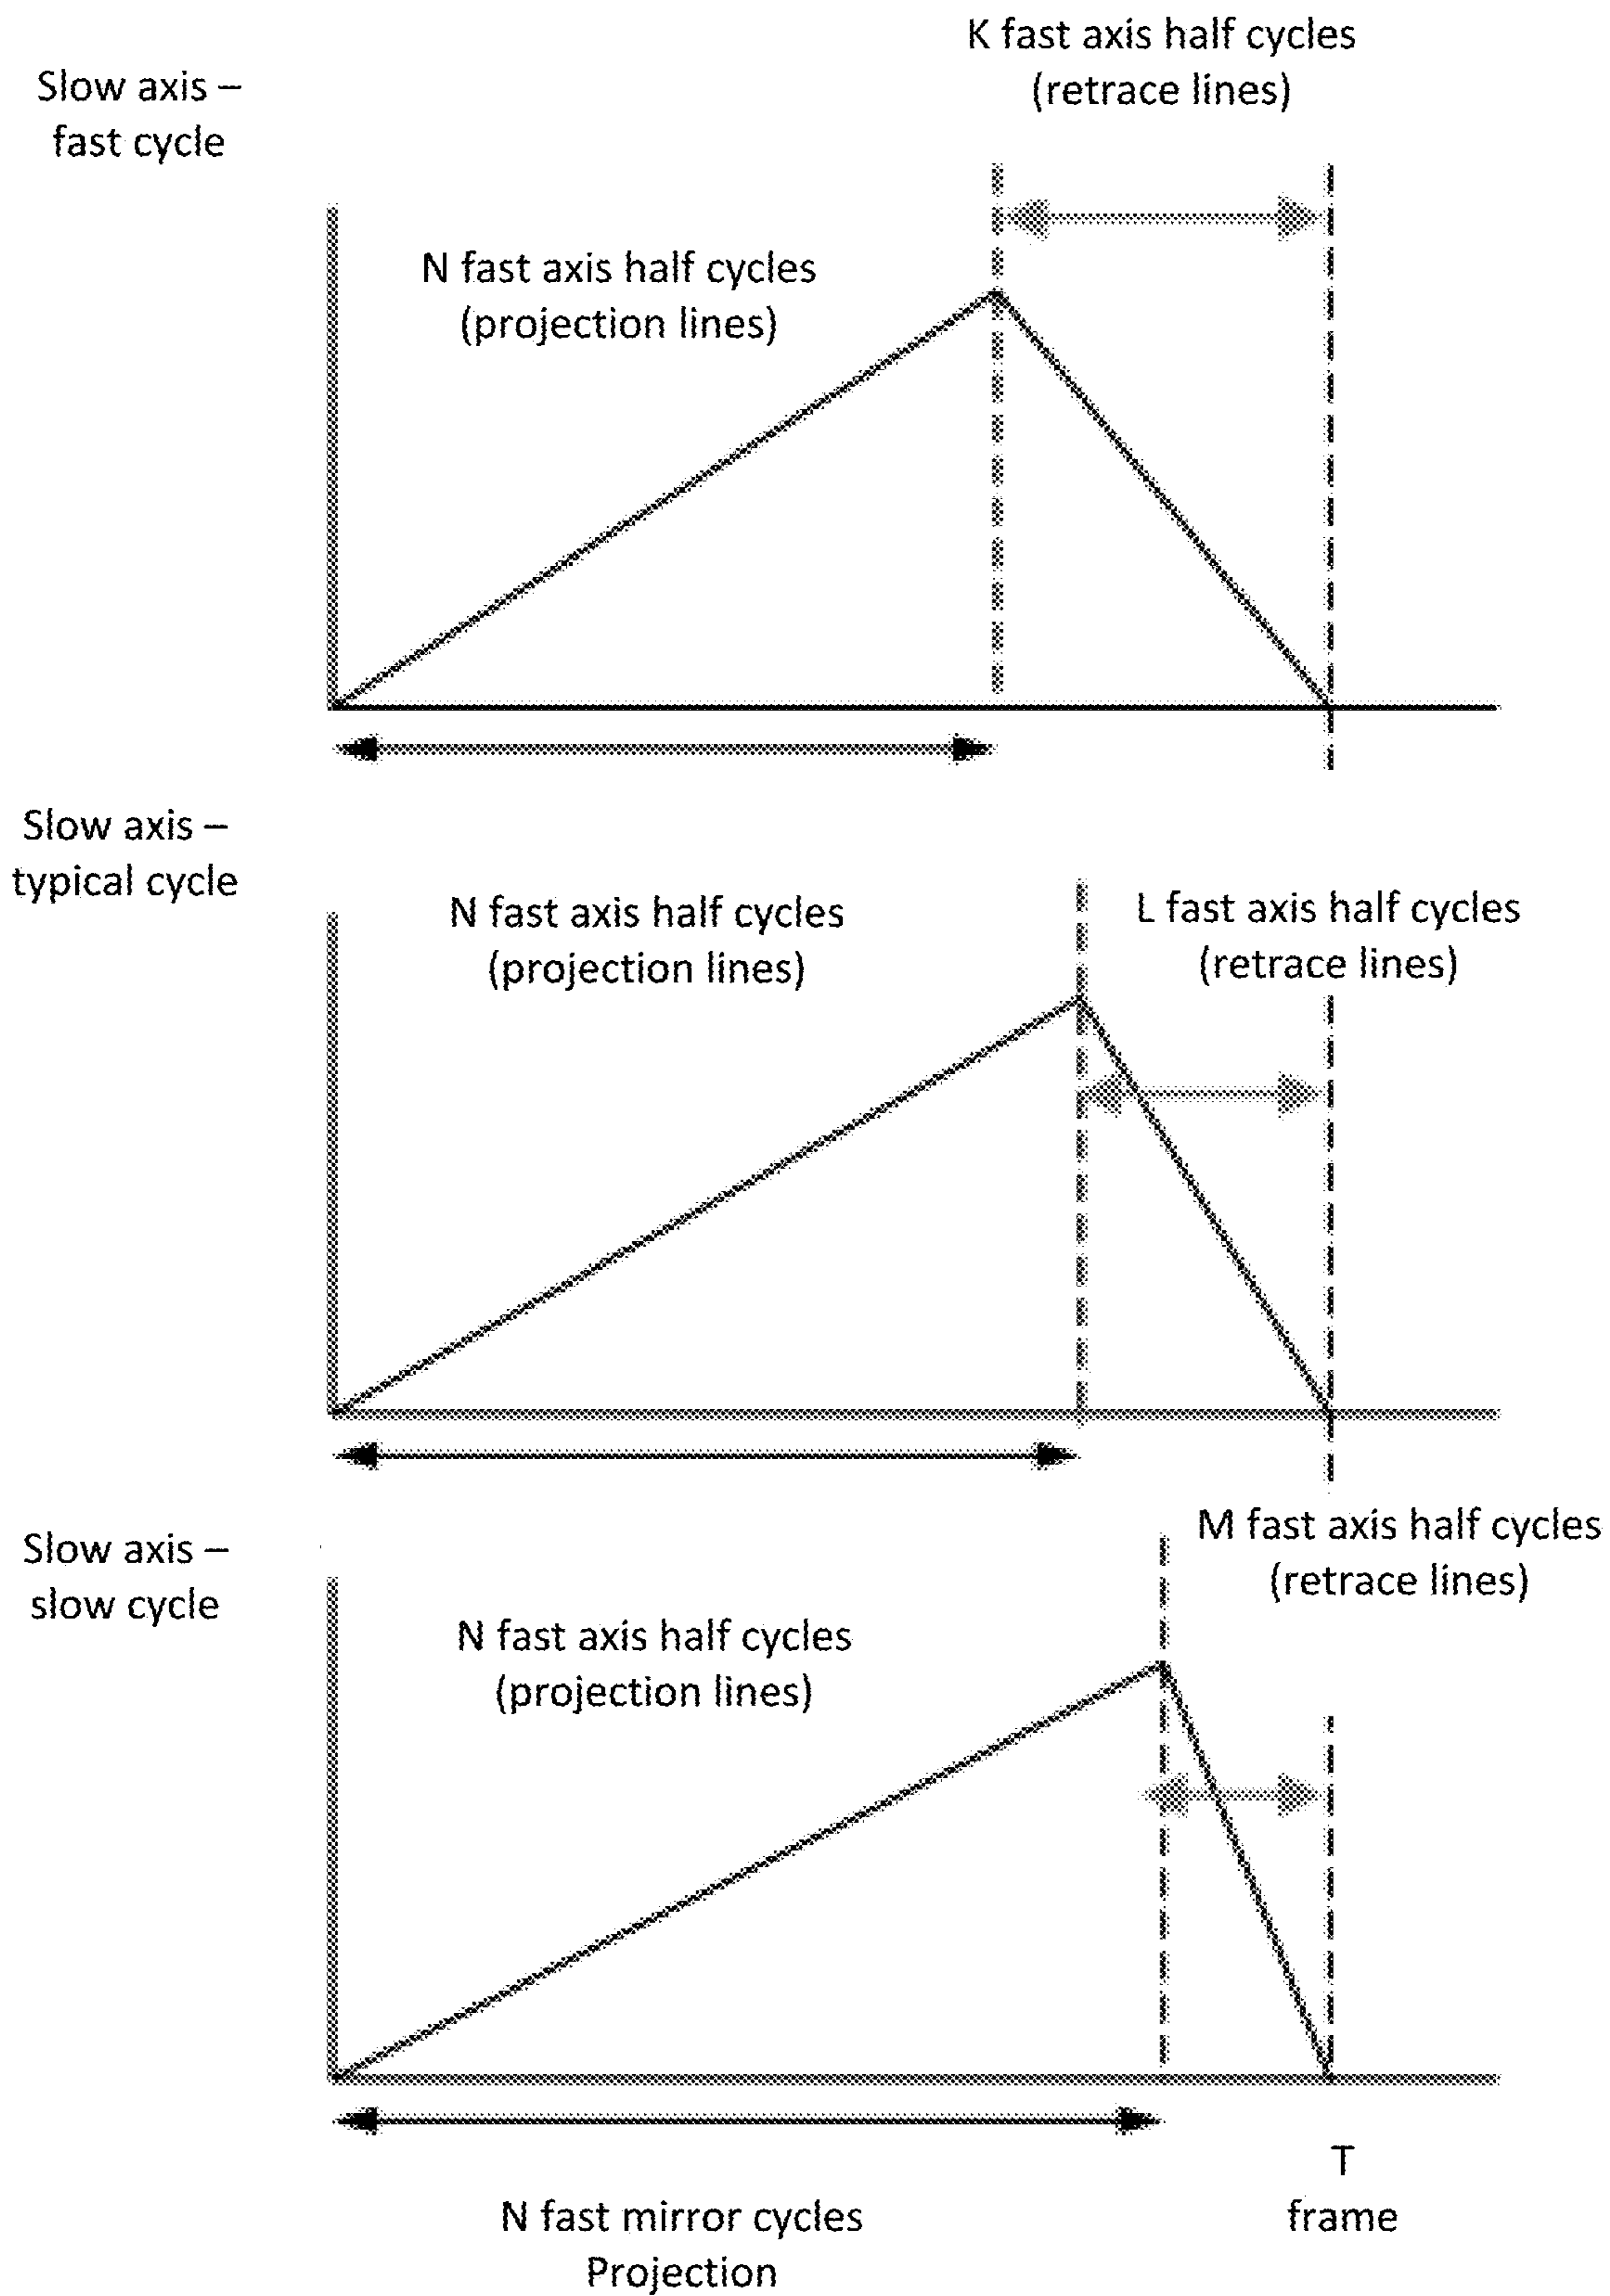 K fast axis half cycles
(retrace lines)
Slow axis –
fast cycle
N fast axis half cycles
(projection lines)
Slow axis –
typical cycle
N fast axis half cycles
(projection lines)
L fast axis half cycles
(retrace lines)
Slow axis –
slow cycle
M fast axis half cycles
(retrace lines)
N fast axis half cycles
(projection lines)
T
frame
N fast mirror cycles
Projection